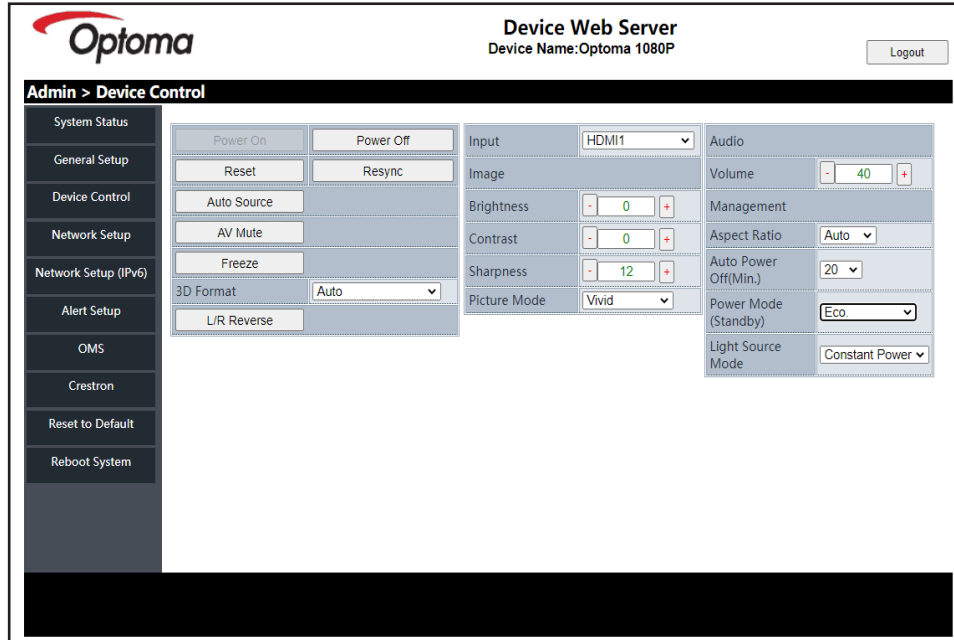 Optoma
Device Web Server
Device Name:Optoma 1080P
Logout
Admin > Device Control
System Status
General Setup
Device Control
Network Setup
Network Setup (IPv6)
Alert Setup
OMS
Crestron
Reset to Default
Reboot System
Power On
Power Off
Reset
Resync
Auto Source
AV Mute
Freeze
3D Format
Auto
L/R Reverse
Input
HDMI1
Image
Brightness
- 0 +
Contrast
- 0 +
Sharpness
- 12 +
Picture Mode
Vivid
Audio
Volume
- 40 +
Management
Aspect Ratio
Auto
Auto Power
Off(Min.)
20
Power Mode
(Standby)
Eco.
Light Source
Mode
Constant Power